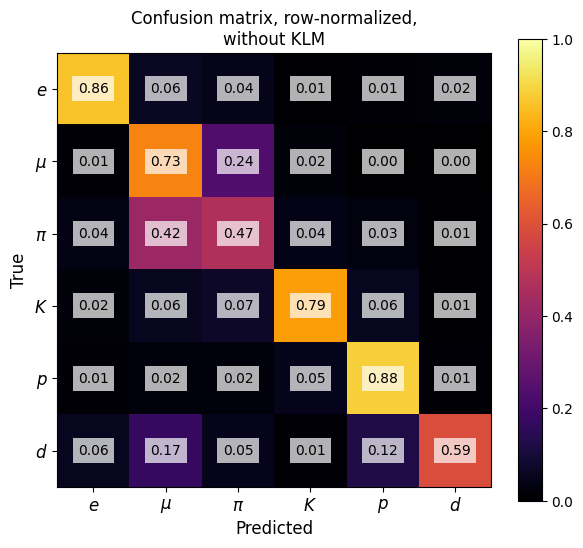 Confusion matrix, row-normalized,
without KLM
1.0
e 0.86 0.06 0.04 0.01 0.01 0.02
0.8
μ 0.01 0.73 0.24 0.02 0.00 0.00
0.6
π 0.04 0.42 0.47 0.04 0.03 0.01
True
K 0.02 0.06 0.07 0.79 0.06 0.01
0.4
p 0.01 0.02 0.02 0.05 0.88 0.01
0.2
d 0.06 0.17 0.05 0.01 0.12 0.59
0.0
e μ π K p d
Predicted